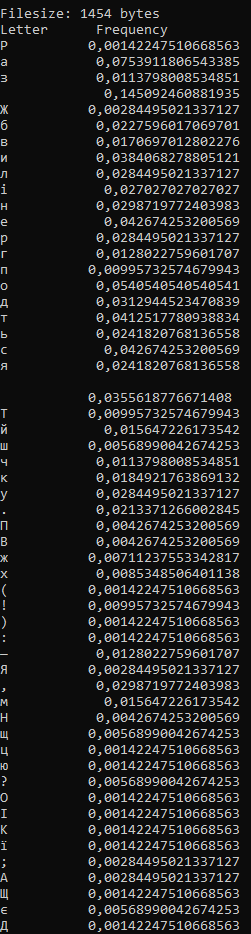 Filesize: 1454 bytes
Letter Frequency
Р 0,00142247510668563
а 0,0753911806543385
з 0,0113798008534851
0,145092460881935
Ж 0,00284495021337127
б 0,0227596017069701
в 0,0170697012802276
и 0,0384068278805121
л 0,0284495021337127
і 0,027027027027027
н 0,0298719772403983
е 0,042674253200569
р 0,0284495021337127
г 0,0128022759601707
п 0,00995732574679943
о 0,0540540540540541
д 0,0312944523470839
т 0,0412517780938834
ь 0,0241820768136558
с 0,042674253200569
я 0,0241820768136558
0,0355618776671408
Т 0,00995732574679943
й 0,015647226173542
ш 0,00568990042674253
ч 0,0113798008534851
к 0,0184921763869132
у 0,0284495021337127
. 0,0213371266002845
П 0,0042674253200569
В 0,0042674253200569
ж 0,00711237553342817
х 0,0085348506401138
( 0,00142247510668563
! 0,00995732574679943
) 0,00142247510668563
: 0,00142247510668563
— 0,0128022759601707
Я 0,00284495021337127
, 0,0298719772403983
м 0,015647226173542
Н 0,0042674253200569
щ 0,00568990042674253
ц 0,00142247510668563
ю 0,00142247510668563
? 0,00568990042674253
О 0,00142247510668563
І 0,00142247510668563
К 0,00142247510668563
ї 0,00142247510668563
; 0,00284495021337127
А 0,00284495021337127
Щ 0,00142247510668563
є 0,00568990042674253
Д 0,00142247510668563